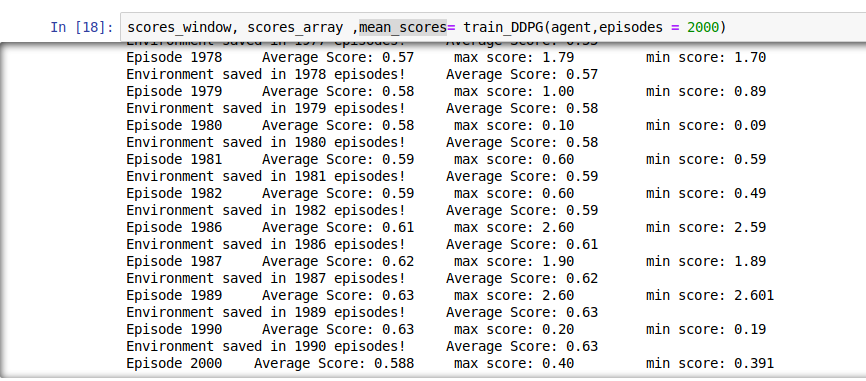 In [18]: scores_window, scores_array ,mean_scores= train_DDPG(agent,episodes = 2000)
Episode 1978 Average Score: 0.57 max score: 1.79 min score: 1.70
Environment saved in 1978 episodes! Average Score: 0.57
Episode 1979 Average Score: 0.58 max score: 1.00 min score: 0.89
Environment saved in 1979 episodes! Average Score: 0.58
Episode 1980 Average Score: 0.58 max score: 0.10 min score: 0.09
Environment saved in 1980 episodes! Average Score: 0.58
Episode 1981 Average Score: 0.59 max score: 0.60 min score: 0.59
Environment saved in 1981 episodes! Average Score: 0.59
Episode 1982 Average Score: 0.59 max score: 0.60 min score: 0.49
Environment saved in 1982 episodes! Average Score: 0.59
Episode 1986 Average Score: 0.61 max score: 2.60 min score: 2.59
Environment saved in 1986 episodes! Average Score: 0.61
Episode 1987 Average Score: 0.62 max score: 1.90 min score: 1.89
Environment saved in 1987 episodes! Average Score: 0.62
Episode 1989 Average Score: 0.63 max score: 2.60 min score: 2.601
Environment saved in 1989 episodes! Average Score: 0.63
Episode 1990 Average Score: 0.63 max score: 0.20 min score: 0.19
Environment saved in 1990 episodes! Average Score: 0.63
Episode 2000 Average Score: 0.588 max score: 0.40 min score: 0.391